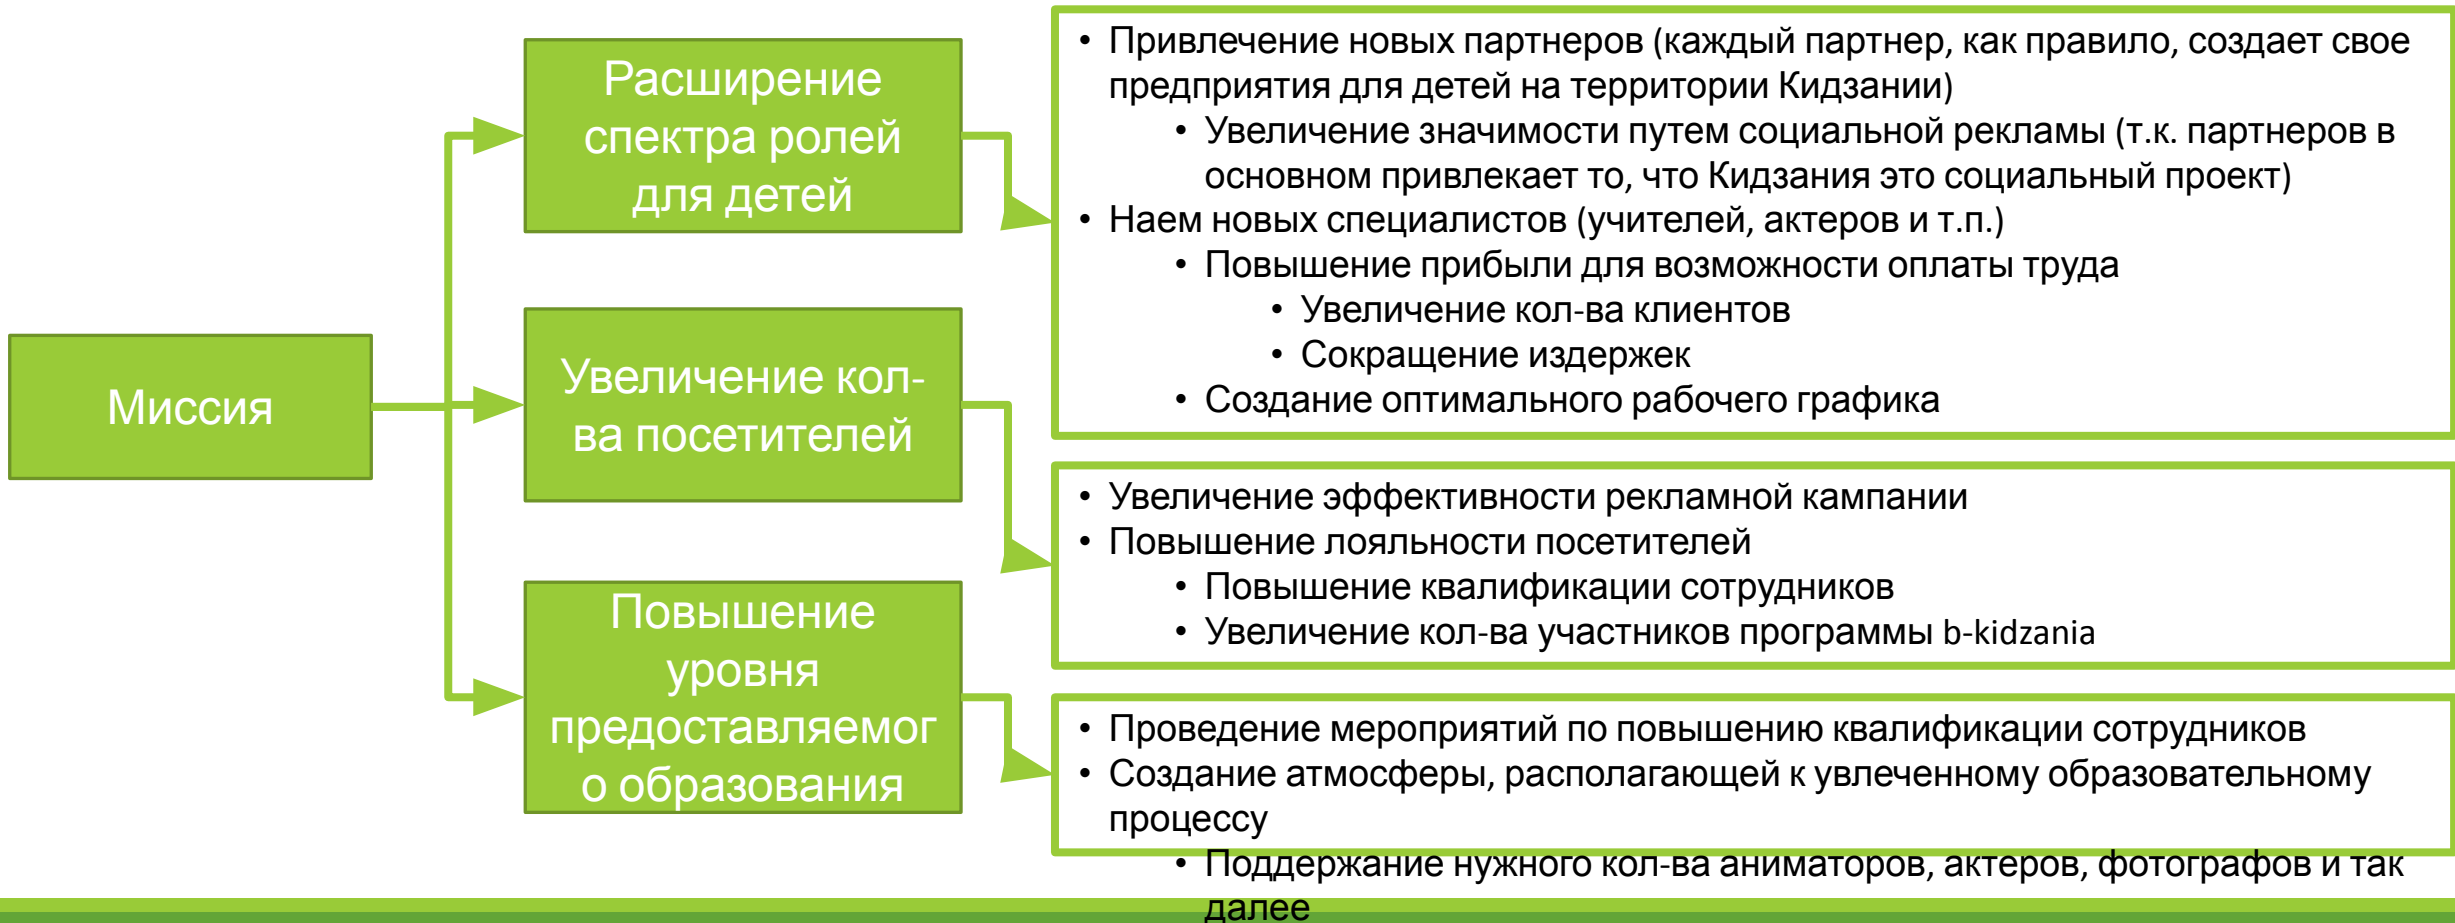 Миссия
Расширение
спектра ролей
для детей
Увеличение кол-
ва посетителей
Повышение
уровня
предоставляемог
о образования
• Привлечение новых партнеров (каждый партнер, как правило, создает свое
предприятия для детей на территории Кидзании)
• Увеличение значимости путем социальной рекламы (т.к. партнеров в
основном привлекает то, что Кидзания это социальный проект)
• Наем новых специалистов (учителей, актеров и т.п.)
• Повышение прибыли для возможности оплаты труда
• Увеличение кол-ва клиентов
• Сокращение издержек
• Создание оптимального рабочего графика
• Увеличение эффективности рекламной кампании
• Повышение лояльности посетителей
• Повышение квалификации сотрудников
• Увеличение кол-ва участников программы b-kidzania
• Проведение мероприятий по повышению квалификации сотрудников
• Создание атмосферы, располагающей к увлеченному образовательному
процессу
• Поддержание нужного кол-ва аниматоров, актеров, фотографов и так
далее